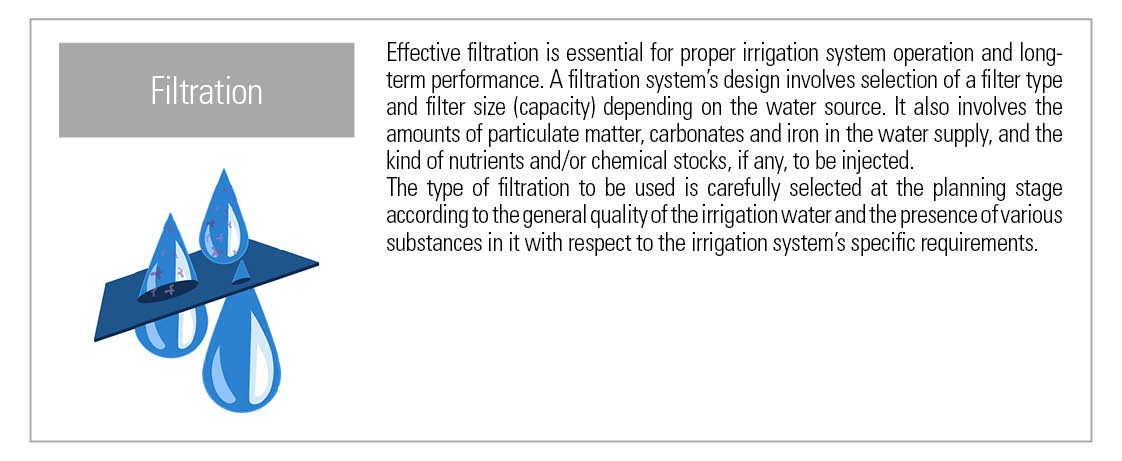 Filtration
Effective filtration is essential for proper irrigation system operation and long-
term performance. A filtration system's design involves selection of a filter type
and filter size (capacity) depending on the water source. It also involves the
amounts of particulate matter, carbonates and iron in the water supply, and the
kind of nutrients and/or chemical stocks, if any, to be injected.
The type of filtration to be used is carefully selected at the planning stage
according to the general quality of the irrigation water and the presence of various
substances in it with respect to the irrigation system's specific requirements.